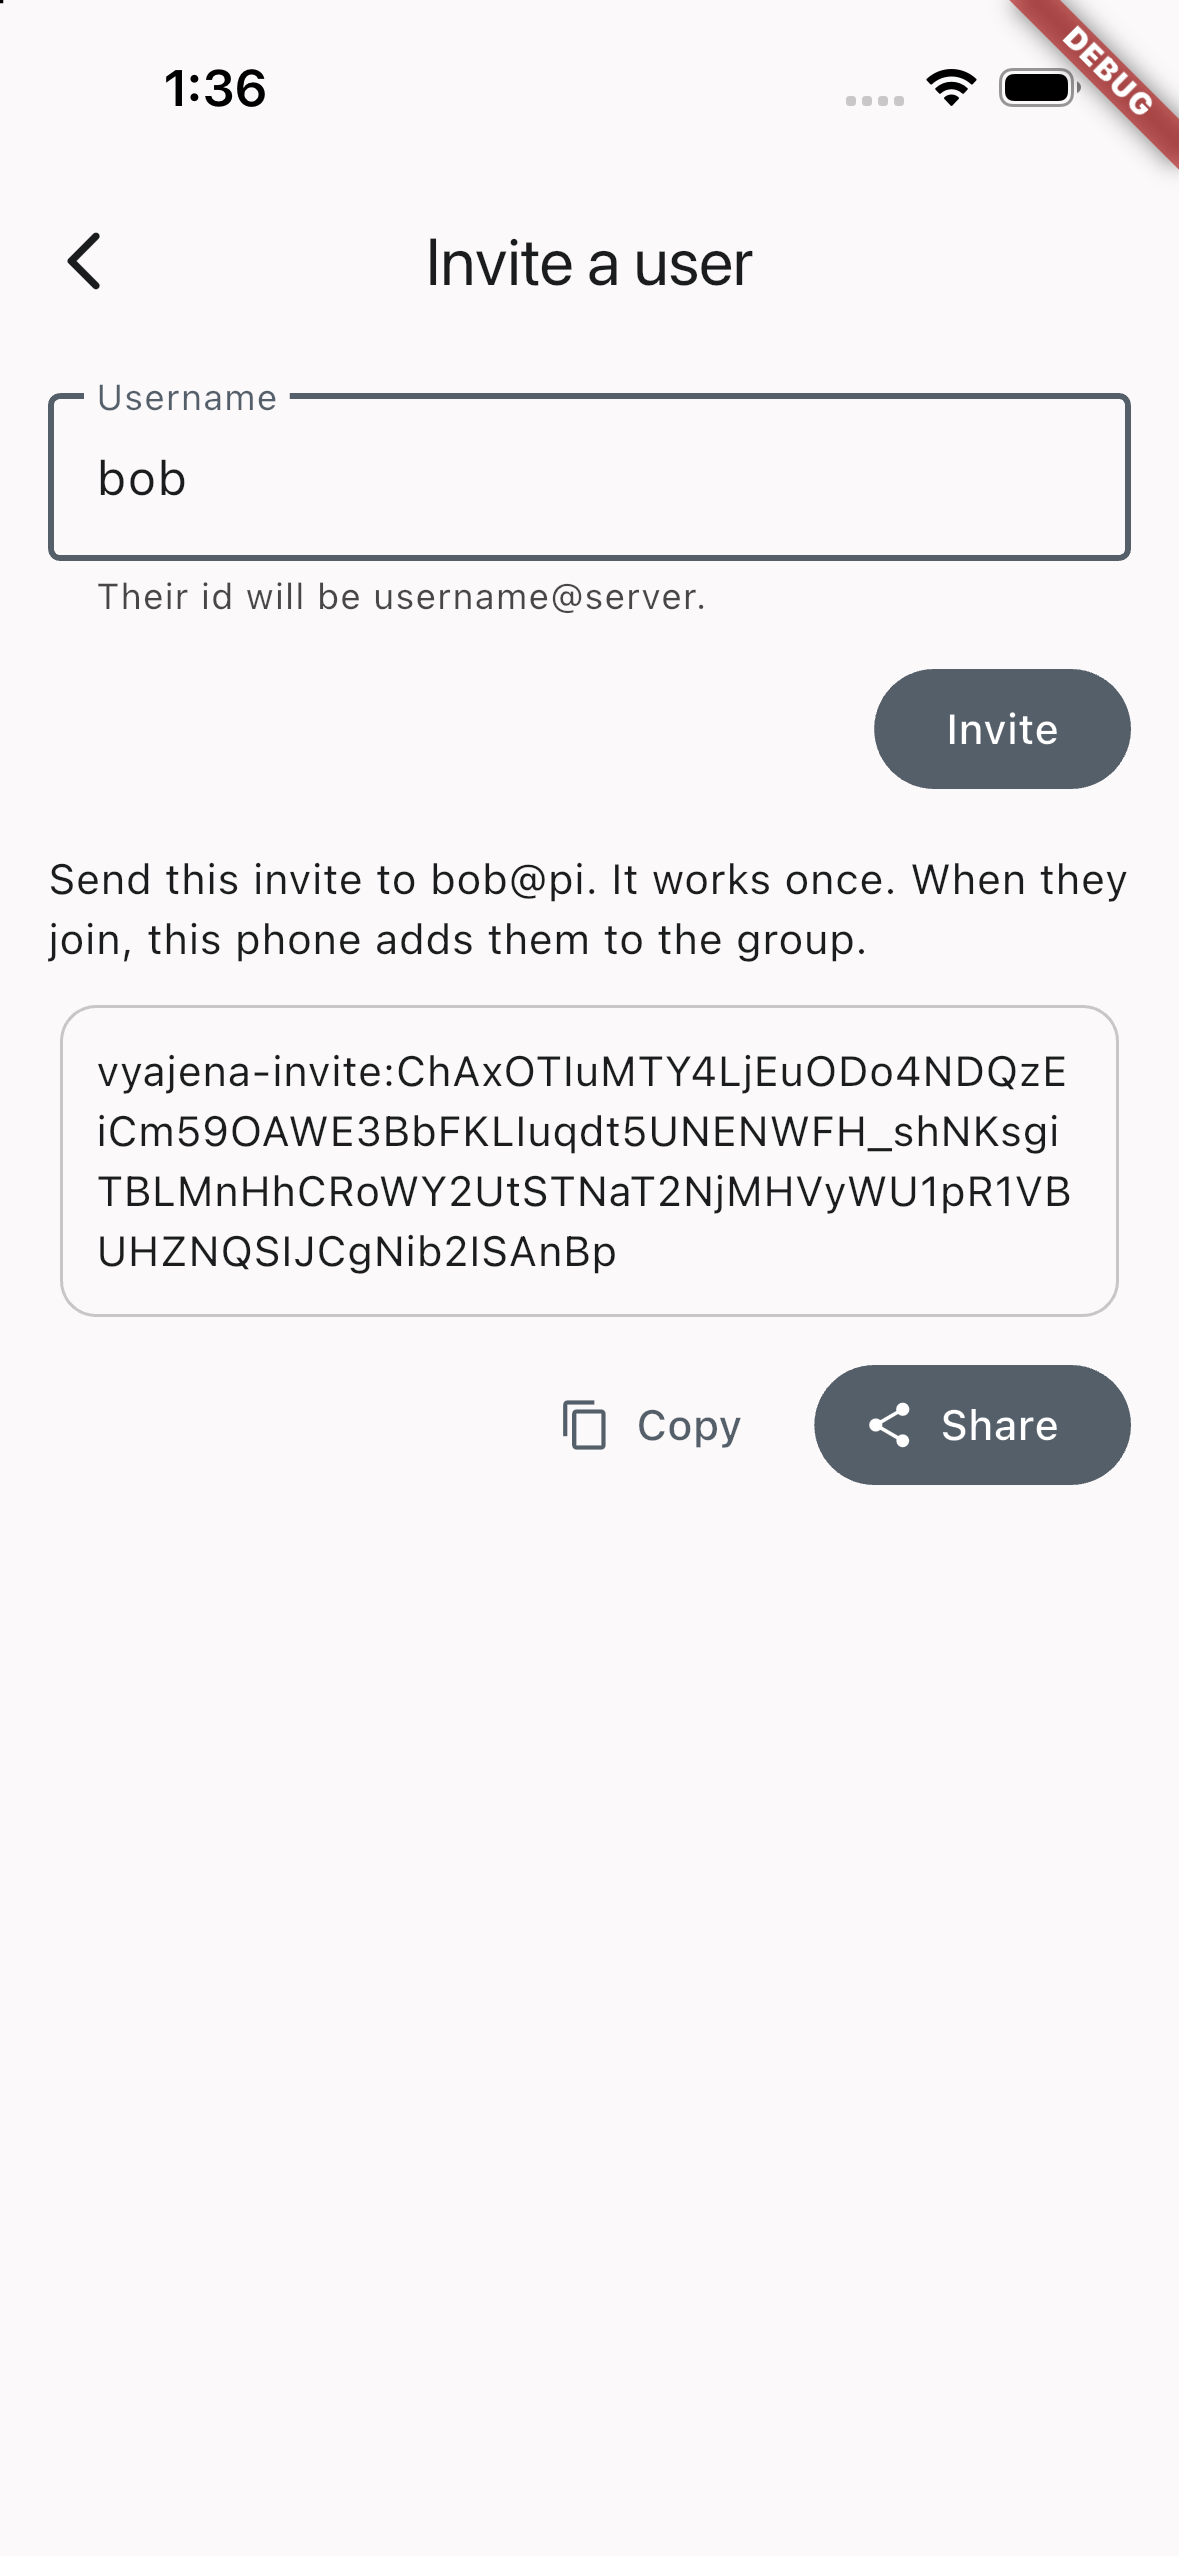 1:36
DEBUG
Invite a user
Username
bob
Their id will be username@server.
Invite
Send this invite to bob@pi. It works once. When they
join, this phone adds them to the group.
vyajena-invite:ChAxOTIuMTY4LjEuODo4NDQzE
iCm59OAWE3BbFKLIuqdt5UNENWFH_shNKsgi
TBLMnHhCRoWY2UtSTNaT2NjMHVyWU1pR1VB
UHZNQSIJCgNib2ISAnBp
Copy
Share